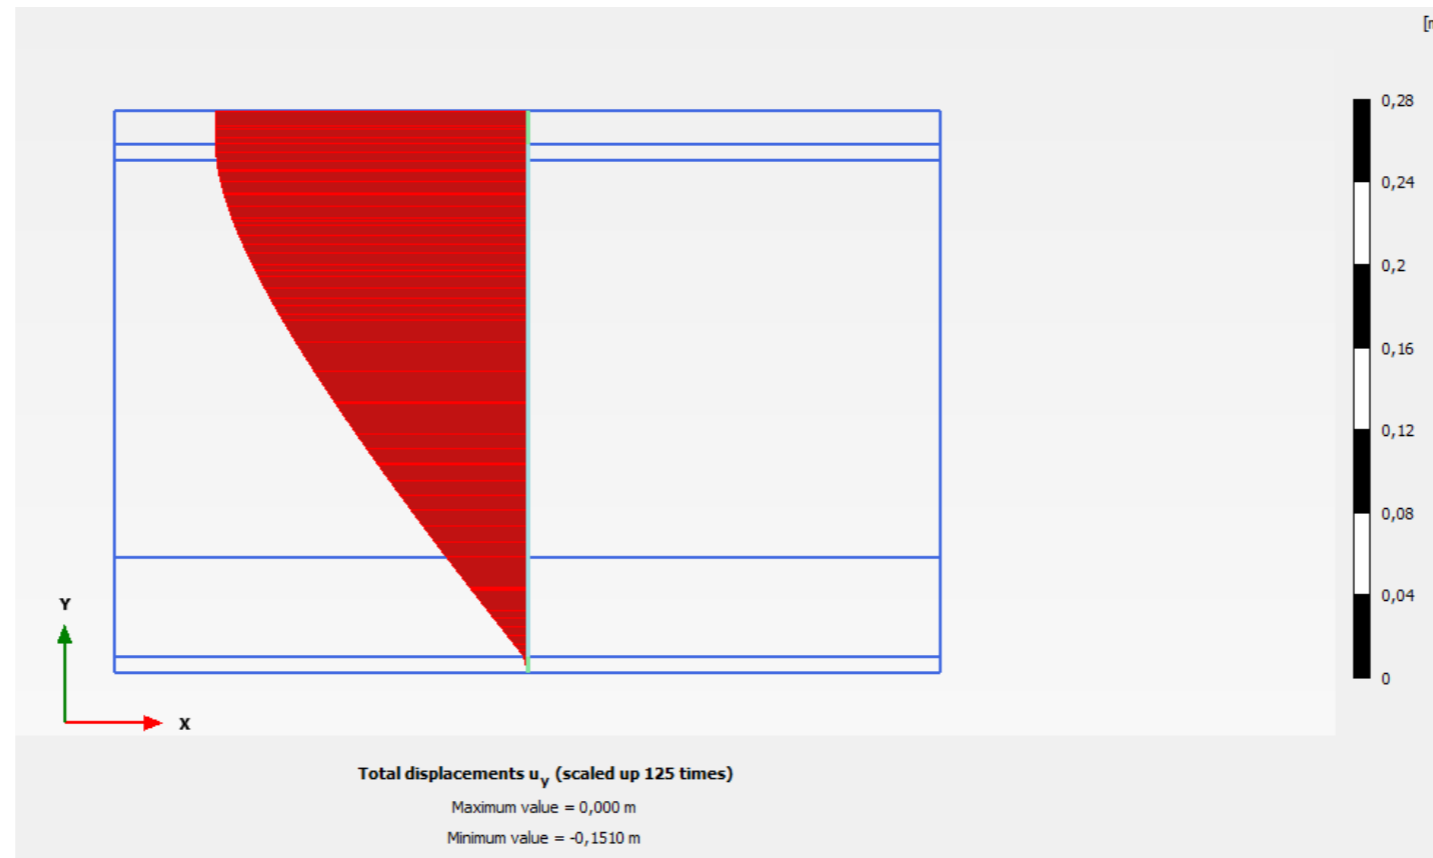 [m
0,28
0,24
0,2
0,16
0,12
0,08
0,04
0
Y
X
Total displacements uy (scaled up 125 times)
Maximum value = 0,000 m
Minimum value = -0,1510 m